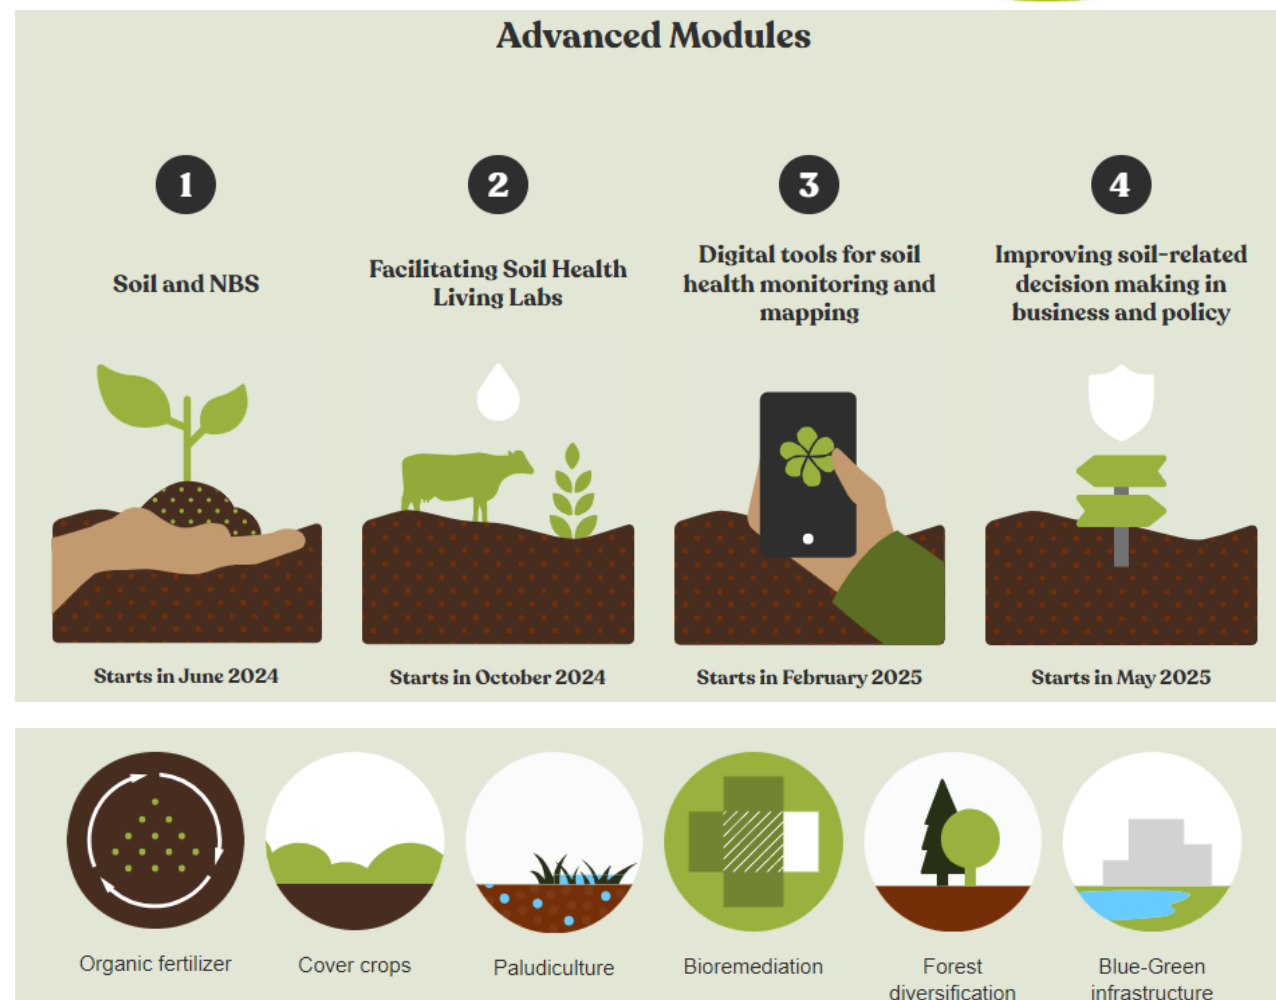 Advanced Modules
1
2
3
4
Soil and NBS
Facilitating Soil Health
Living Labs
Digital tools for soil
health monitoring and
mapping
Improving soil-related
decision making in
business and policy
Starts in June 2024
Starts in October 2024
Starts in February 2025
Starts in May 2025
Organic fertilizer
Cover crops
Paludiculture
Bioremediation
Forest
diversification
Blue-Green
infrastructure